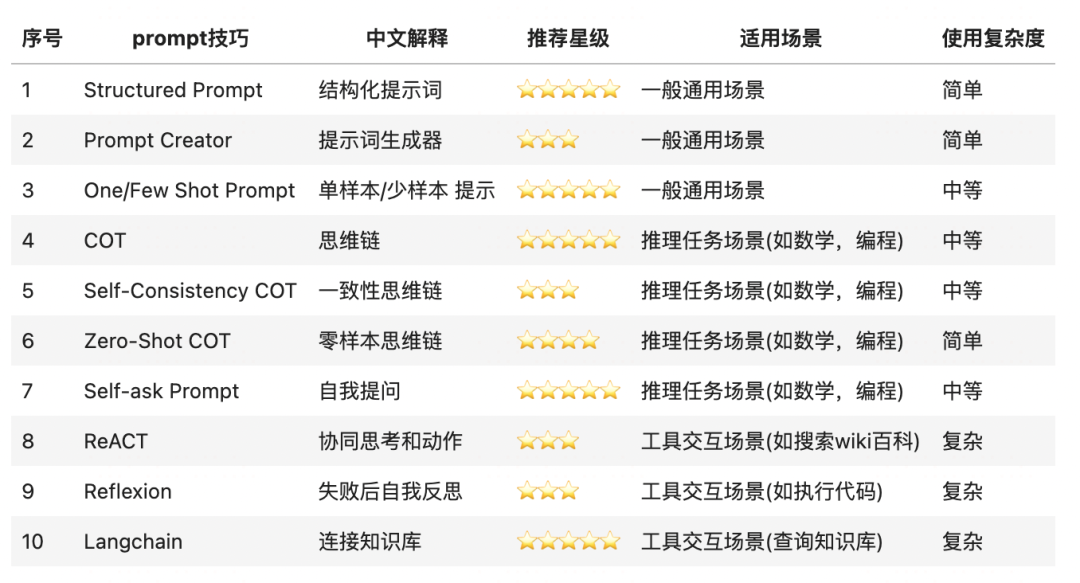 序号 prompt技巧 中文解释 推荐星级 适用场景 使用复杂度
1 Structured Prompt 结构化提示词 ⭐⭐⭐⭐⭐ 一般通用场景 简单
2 Prompt Creator 提示词生成器 ⭐⭐⭐ 一般通用场景 简单
3 One/Few Shot Prompt 单样本/少样本 提示 ⭐⭐⭐⭐⭐ 一般通用场景 中等
4 COT 思维链 ⭐⭐⭐⭐⭐ 推理任务场景(如数学，编程) 中等
5 Self-Consistency COT 一致性思维链 ⭐⭐⭐ 推理任务场景(如数学，编程) 中等
6 Zero-Shot COT 零样本思维链 ⭐⭐⭐⭐ 推理任务场景(如数学，编程) 简单
7 Self-ask Prompt 自我提问 ⭐⭐⭐⭐⭐ 推理任务场景(如数学，编程) 中等
8 ReACT 协同思考和动作 ⭐⭐⭐ 工具交互场景(如搜索wiki百科) 复杂
9 Reflexion 失败后自我反思 ⭐⭐⭐ 工具交互场景(如执行代码) 复杂
10 Langchain 连接知识库 ⭐⭐⭐⭐⭐ 工具交互场景(查询知识库) 复杂